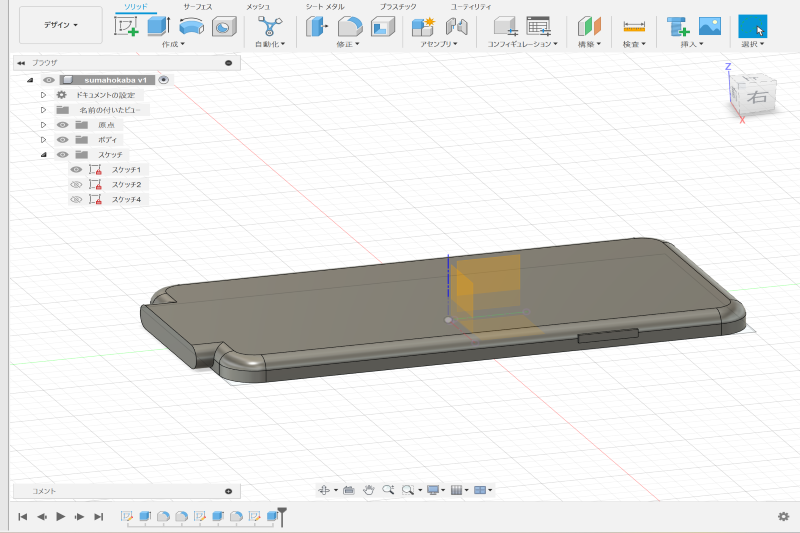 ソリッド サーフェス メッシュ シート メタル プラスチック ユーティリティ
デザイン
作成 自動化 修正 アセンブリ コンフィギュレーション 構築 検査 挿入 選択
ブラウザ
sumahokaba v1
ドキュメントの設定
名前の付いたビュー
原点
ボディ
スケッチ
スケッチ1
スケッチ2
スケッチ4
Z
右
X
コメント